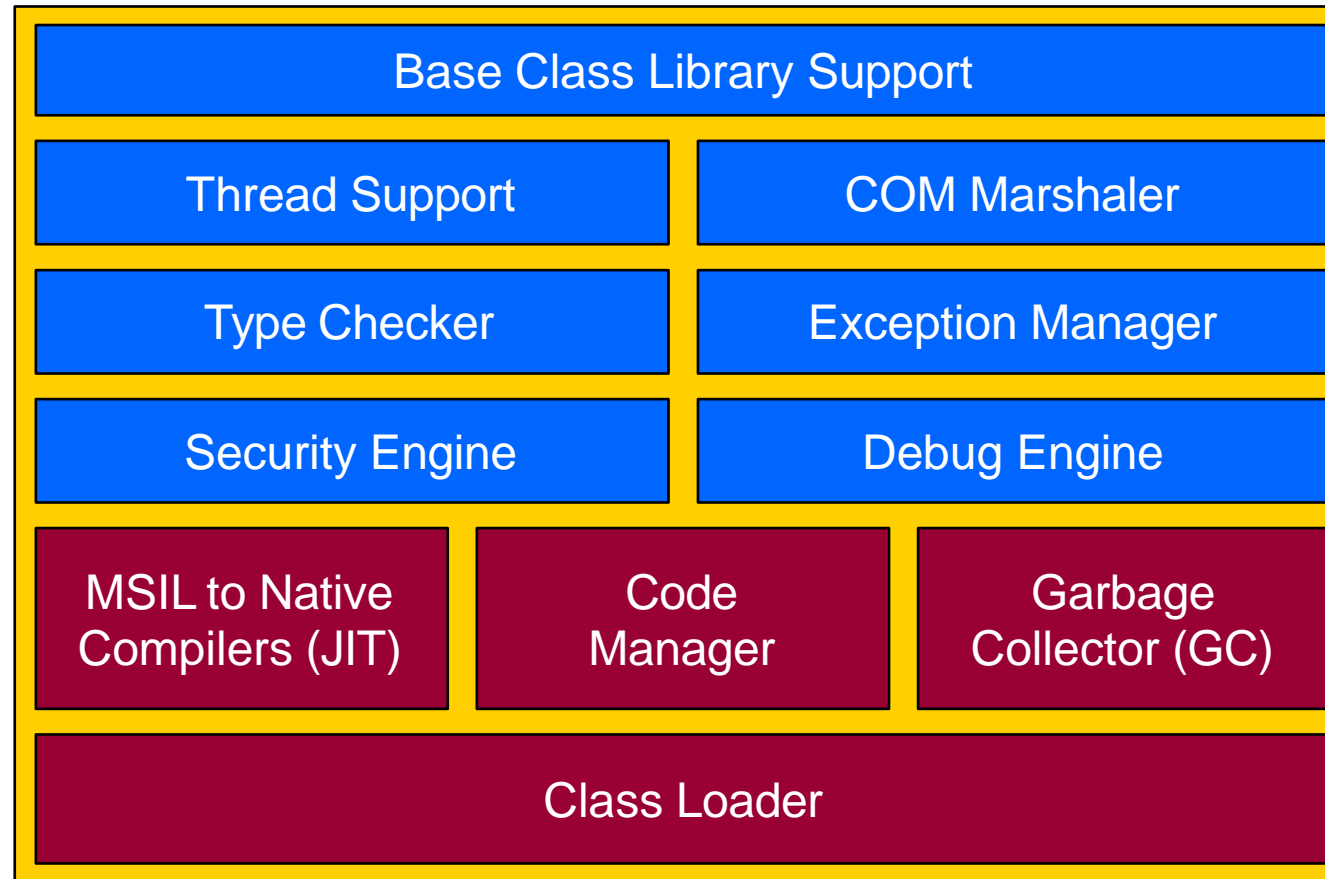 Base Class Library Support
Thread Support
COM Marshaler
Type Checker
Exception Manager
Security Engine
Debug Engine
MSIL to Native
Compilers (JIT)
Code
Manager
Garbage
Collector (GC)
Class Loader